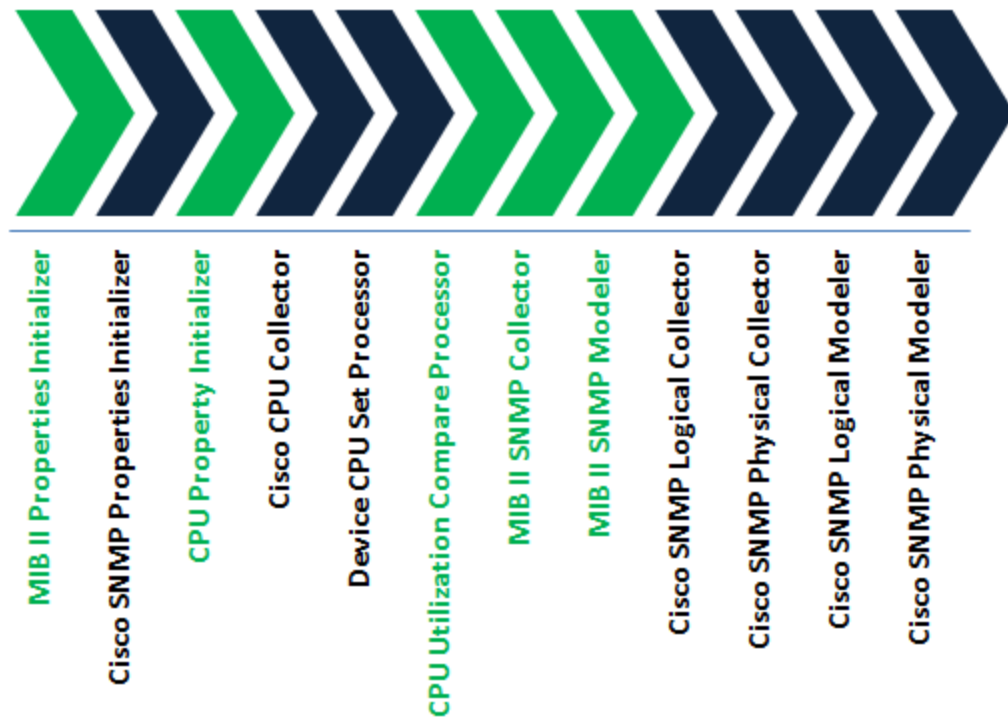 MIB II Properties Initializer
Cisco SNMP Properties Initializer
CPU Property Initializer
Cisco CPU Collector
Device CPU Set Processor
CPU Utilization Compare Processor
MIB II SNMP Collector
MIB II SNMP Modeler
Cisco SNMP Logical Collector
Cisco SNMP Physical Collector
Cisco SNMP Logical Modeler
Cisco SNMP Physical Modeler